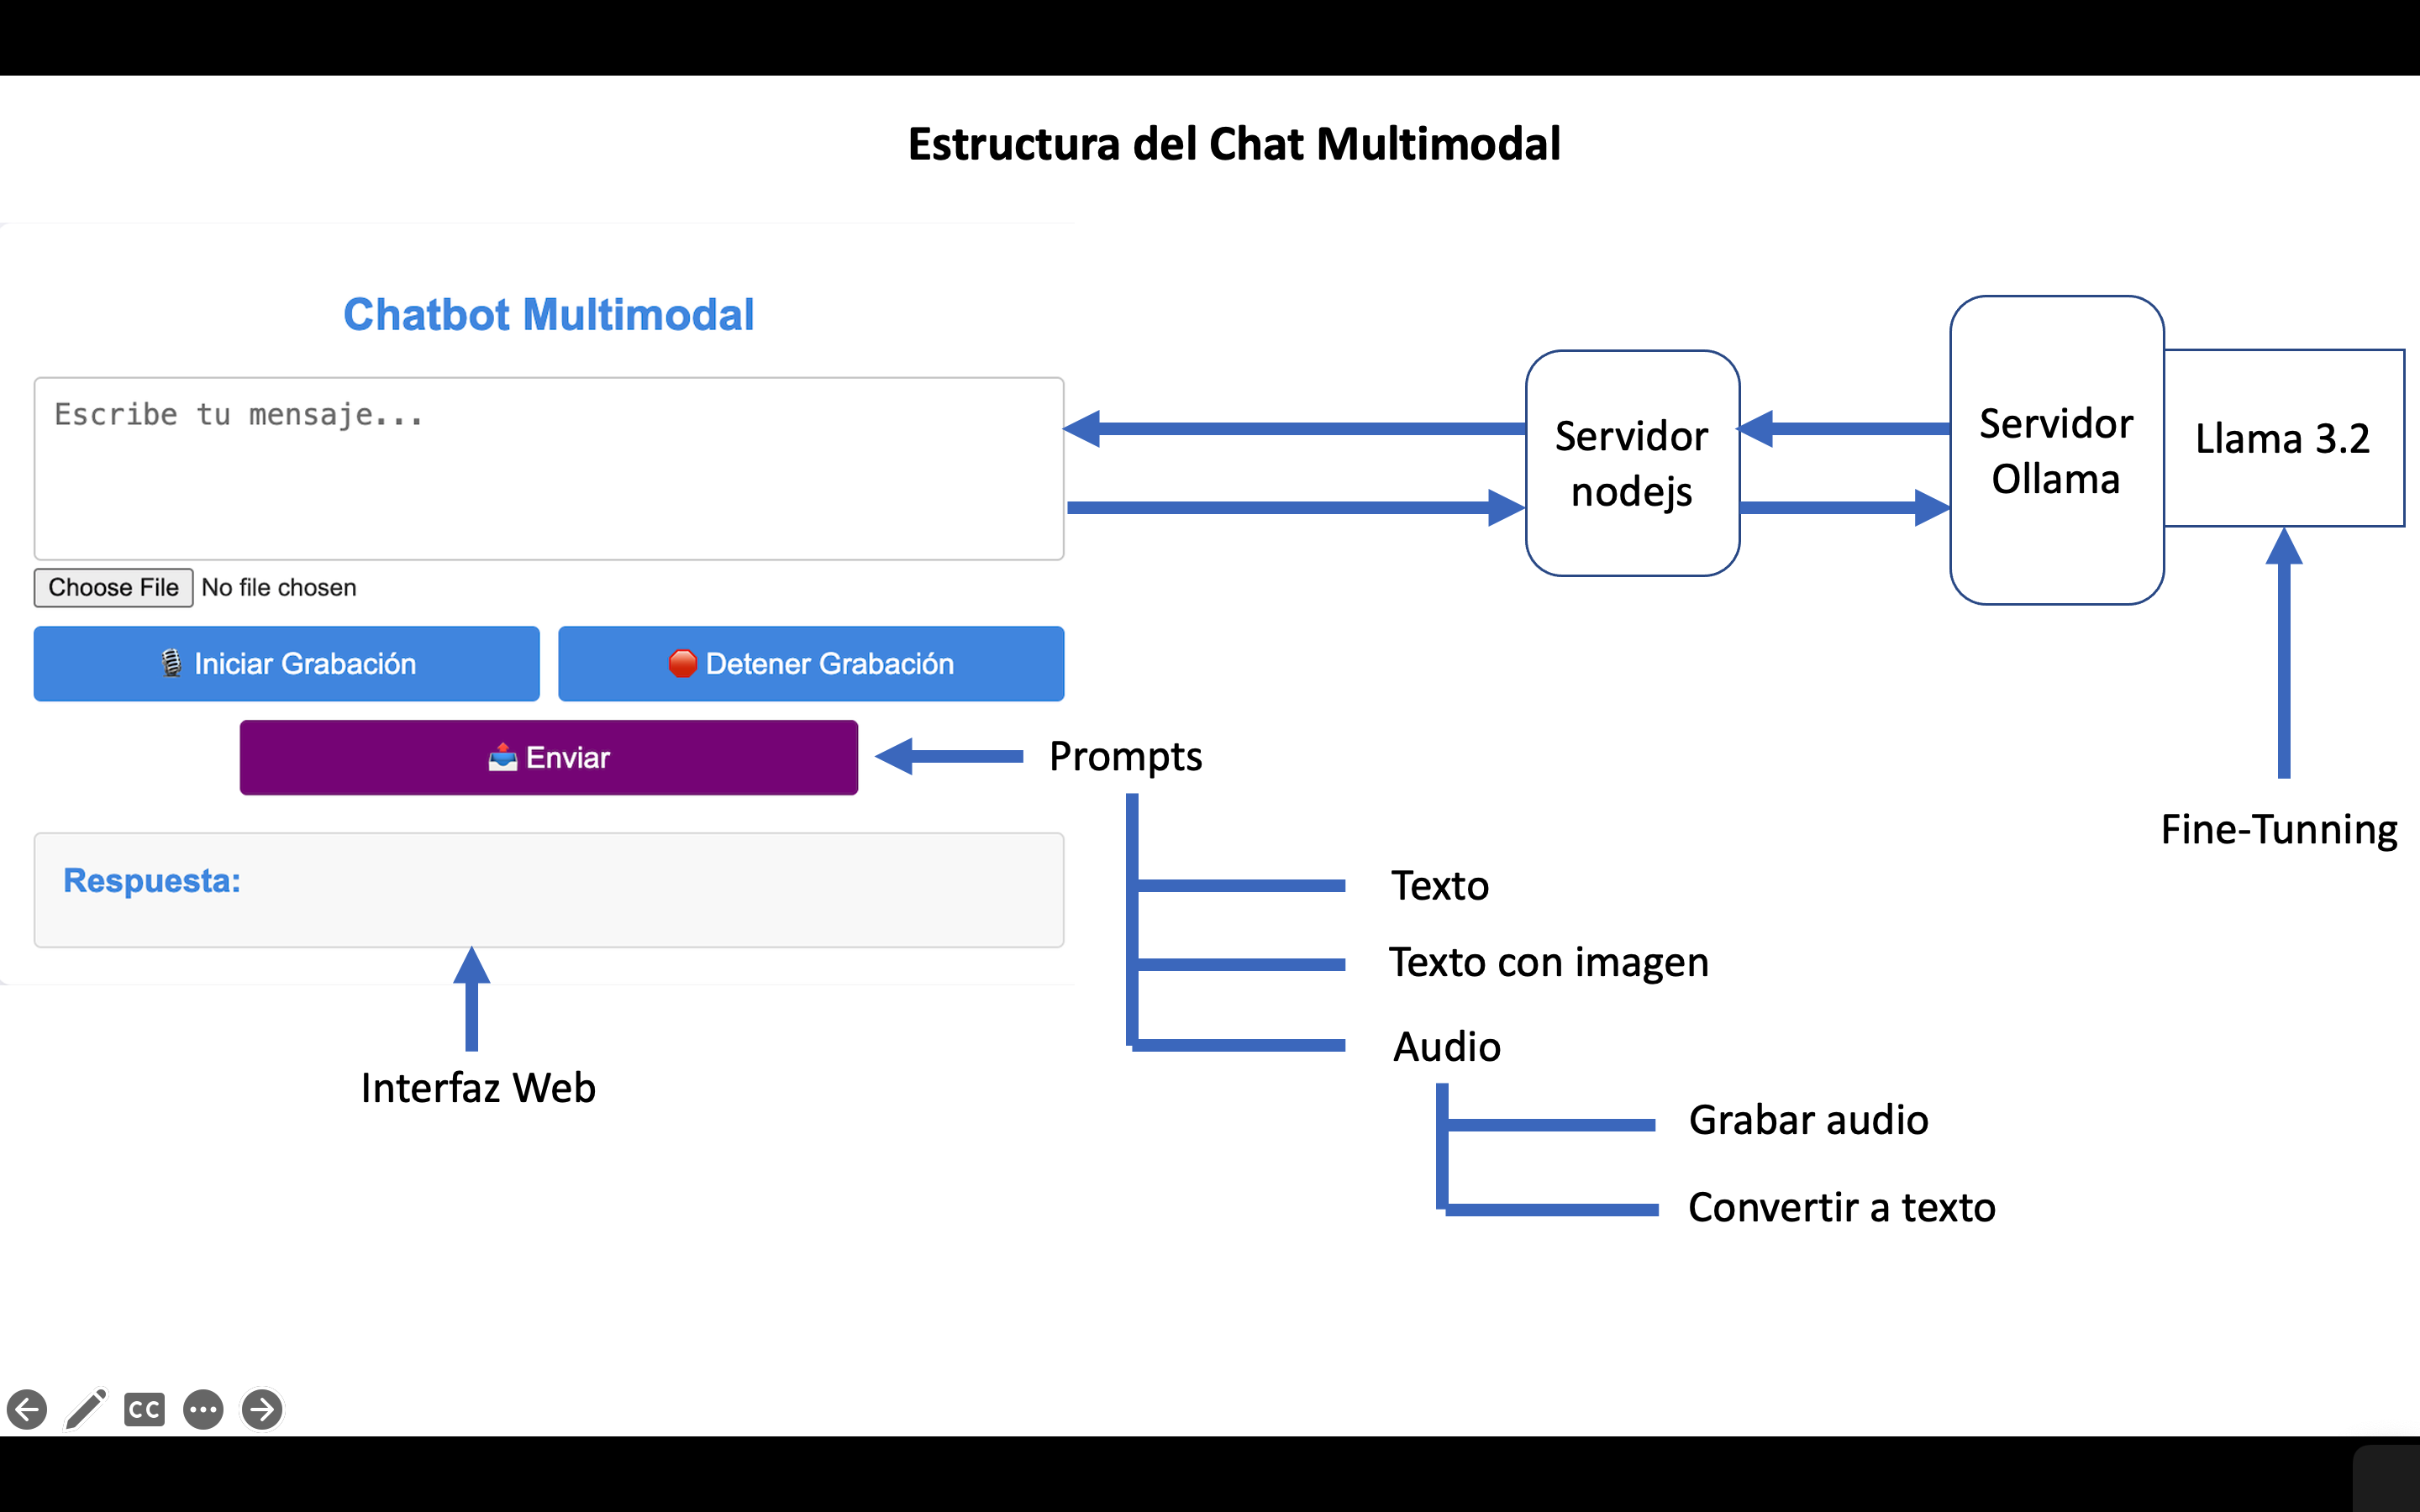 Estructura del Chat Multimodal
Chatbot Multimodal
Escribe tu mensaje...
Choose File No file chosen
Iniciar Grabación
Detener Grabación
Enviar
Respuesta:
Interfaz Web
Servidor
nodejs
Servidor
Ollama
Llama 3.2
Fine-Tunning
Prompts
Texto
Texto con imagen
Audio
Grabar audio
Convertir a texto
CC